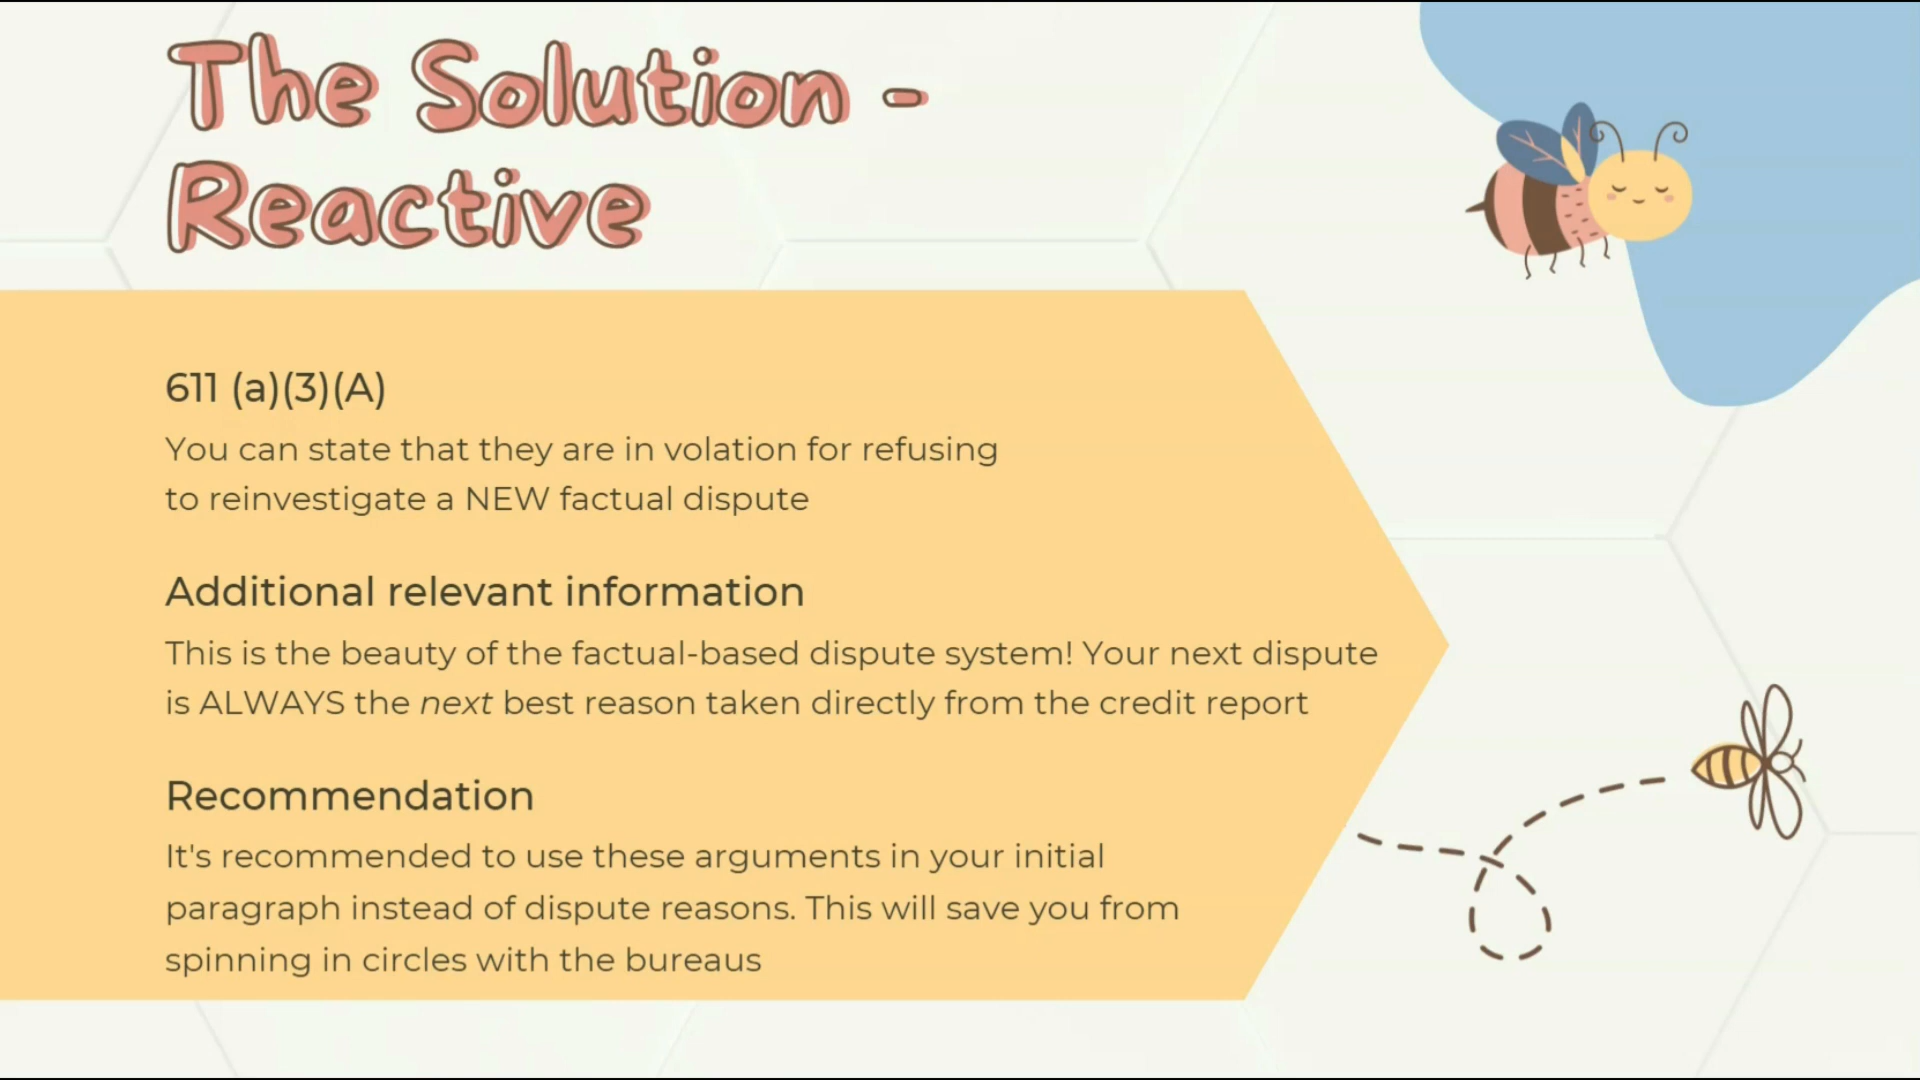 The Solution -
Reactive
611 (a)(3)(A)
You can state that they are in volation for refusing
to reinvestigate a NEW factual dispute
Additional relevant information
This is the beauty of the factual-based dispute system! Your next dispute
is ALWAYS the next best reason taken directly from the credit report
Recommendation
It's recommended to use these arguments in your initial
paragraph instead of dispute reasons. This will save you from
spinning in circles with the bureaus